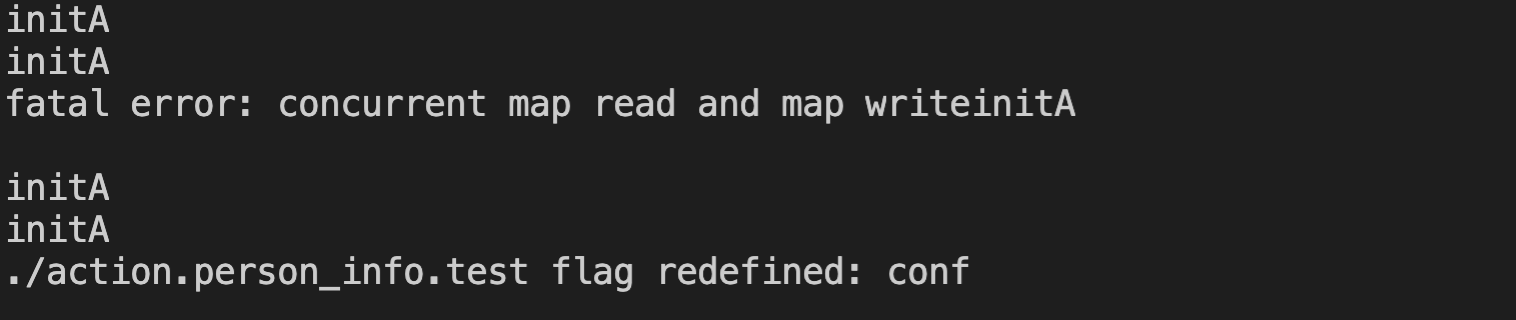 initA
initA
fatal error: concurrent map read and map writeinitA
initA
initA
./action.person_info.test flag redefined: conf